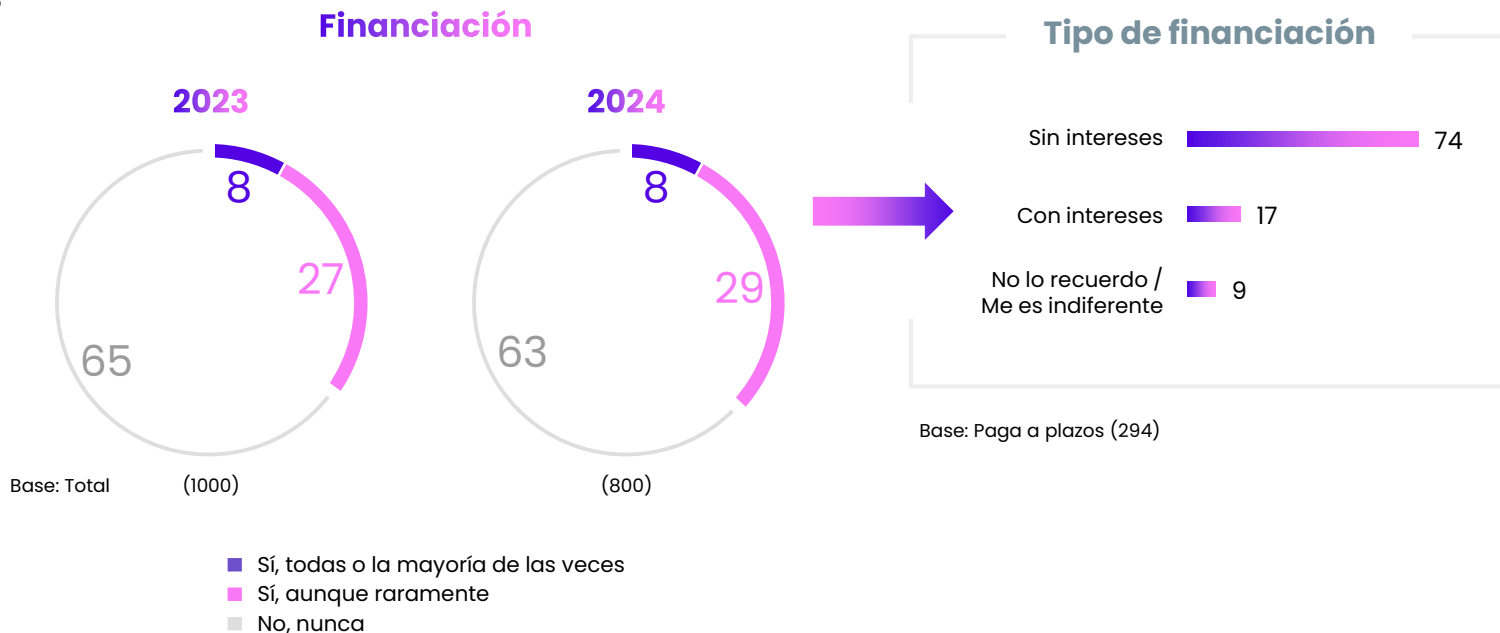 Financiación
2023
8
27
65
2024
8
29
63
Base: Total
(1000)
(800)
Sí, todas o la mayoría de las veces
Sí, aunque raramente
No, nunca
Tipo de financiación
Sin intereses 74
Con intereses 17
No lo recuerdo /
Me es indiferente 9
Base: Paga a plazos (294)